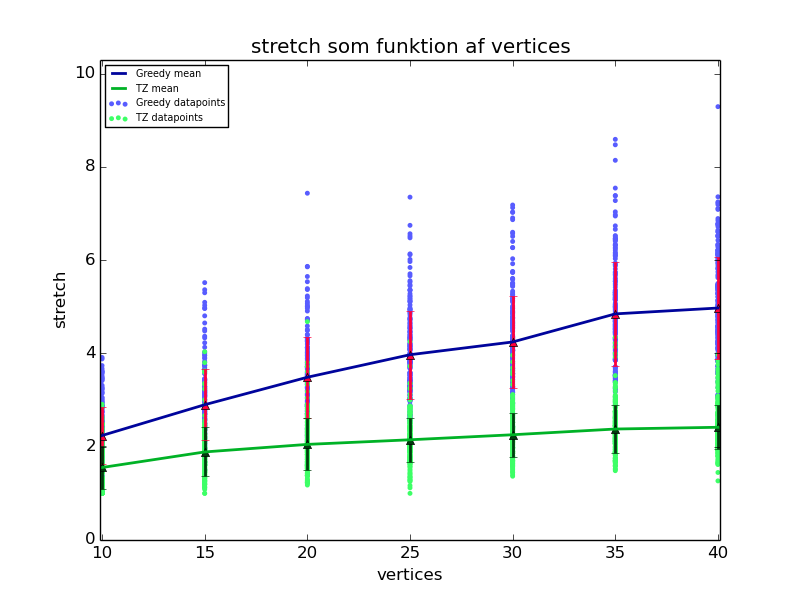 stretch som funktion af vertices
Greedy mean
TZ mean
Greedy datapoints
TZ datapoints
10
8
6
4
2
0
stretch
10 15 20 25 30 35 40
vertices